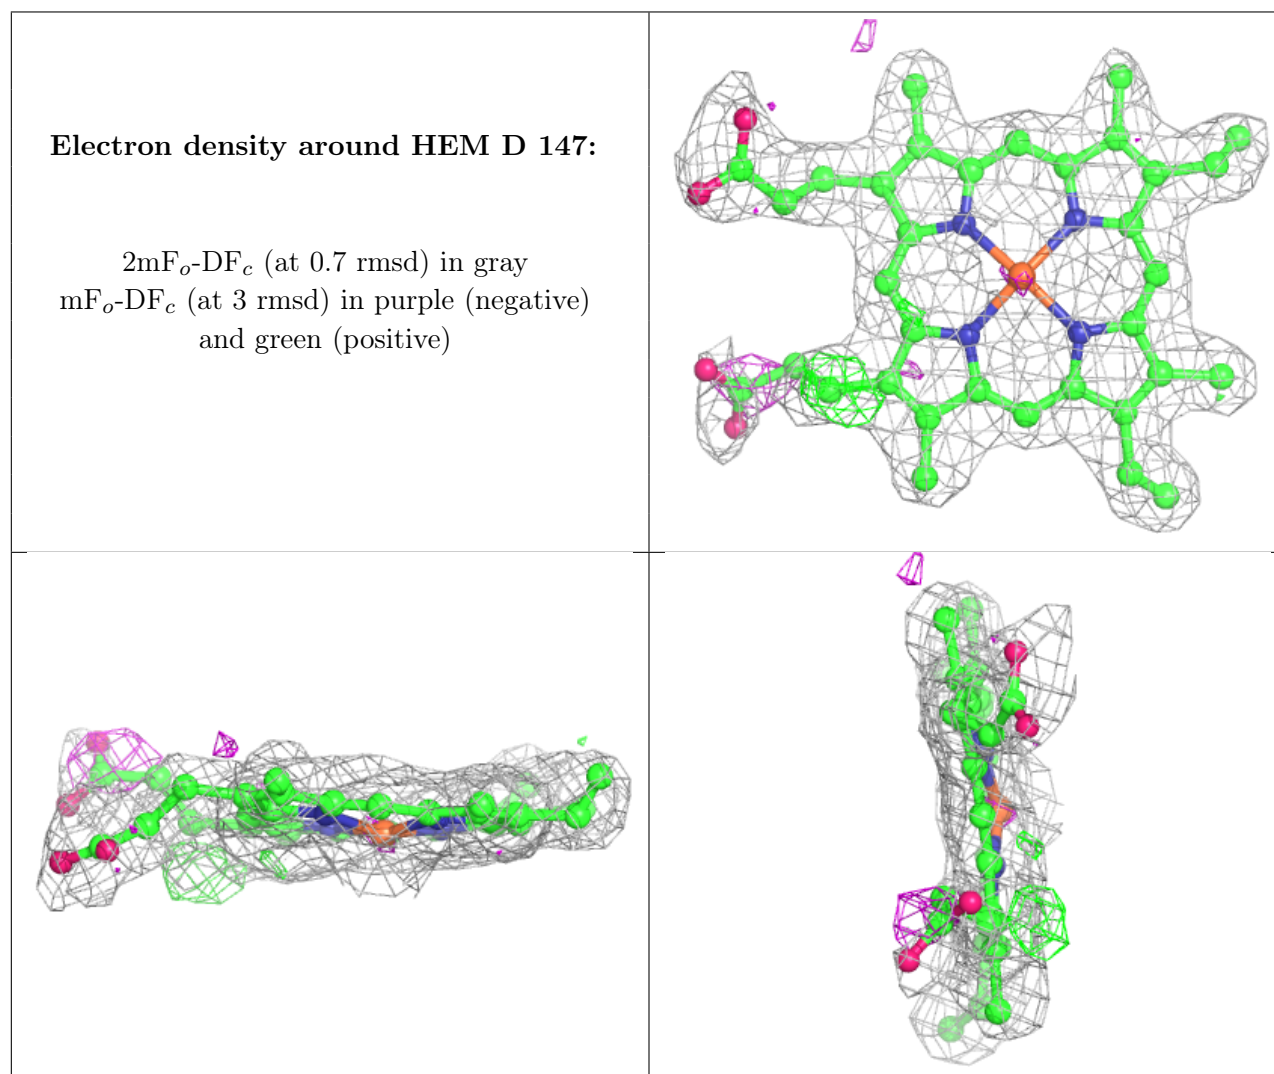 Electron density around HEM D 147:
2mFo-DFc (at 0.7 rmsd) in gray
mFo-DFc (at 3 rmsd) in purple (negative)
and green (positive)